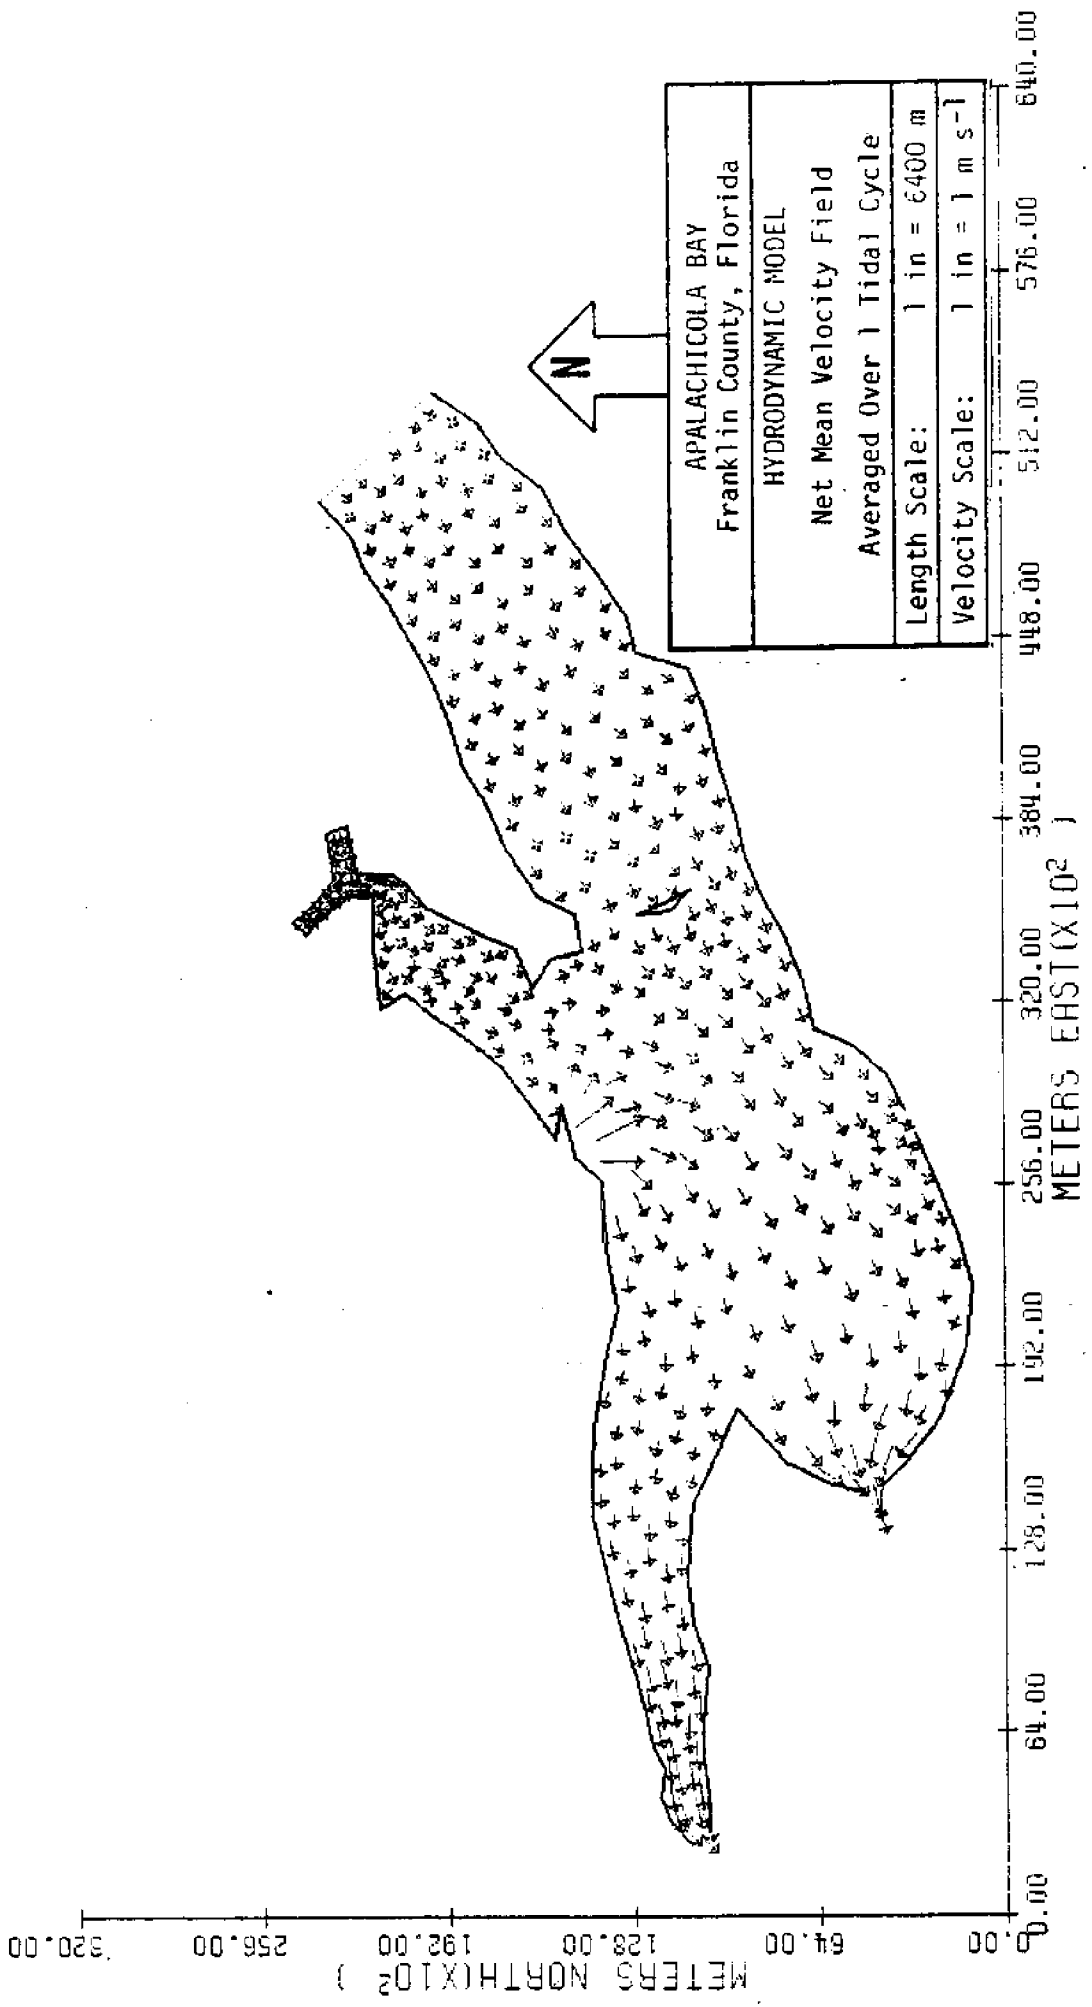 N
APALACHICOLA BAY
Franklin County, Florida
HYDRODYNAMIC MODEL
Net Mean Velocity Field
Averaged Over 1 Tidal Cycle
Length Scale: 1 in = 6400 m
Velocity Scale: 1 in = 1 m s⁻¹
METERS NORTH(X10² )
320.00
256.00
192.00
128.00
64.00
0.00
0.00 64.00 128.00 192.00 256.00 320.00 384.00 448.00 512.00 576.00 640.00
METERS EAST(X10² )